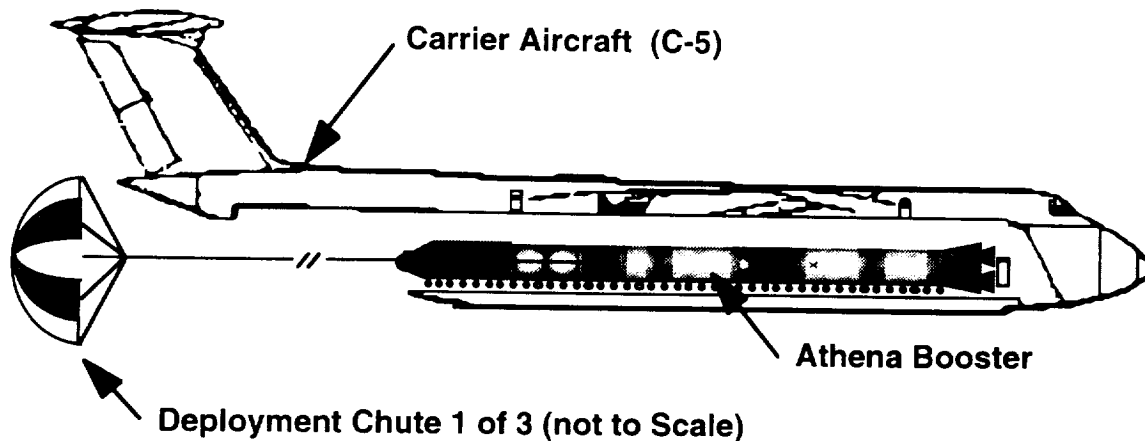 Carrier Aircraft (C-5)
Athena Booster
Deployment Chute 1 of 3 (not to Scale)